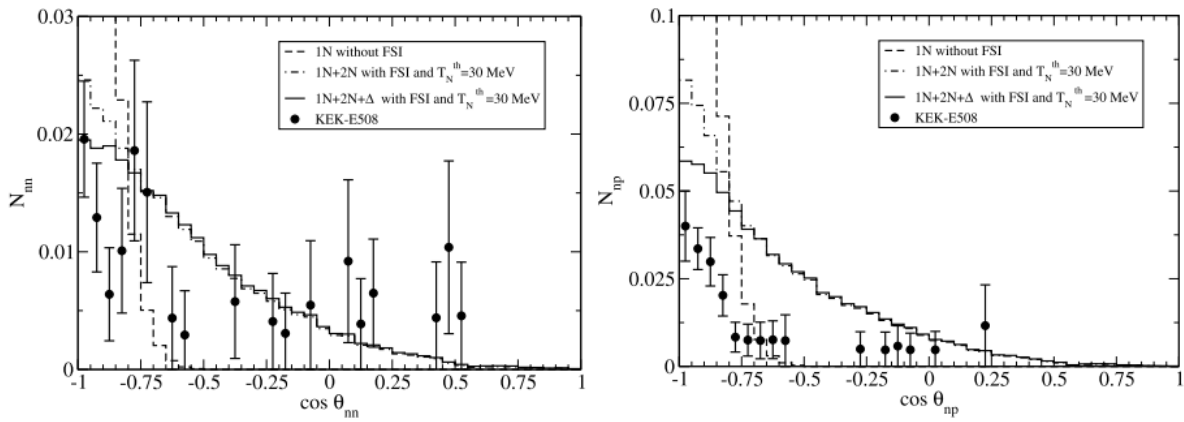 0.03
0.02
0.01
0
N_nn
1N without FSI
1N+2N with FSI and T_N^th=30 MeV
1N+2N+Δ with FSI and T_N^th=30 MeV
KEK-E508
-1 -0.75 -0.5 -0.25 0 0.25 0.5 0.75 1
cos θ_nn
0.1
0.075
0.05
0.025
0
N_np
1N without FSI
1N+2N with FSI and T_N^th=30 MeV
1N+2N+Δ with FSI and T_N^th=30 MeV
KEK-E508
-1 -0.75 -0.5 -0.25 0 0.25 0.5 0.75 1
cos θ_np